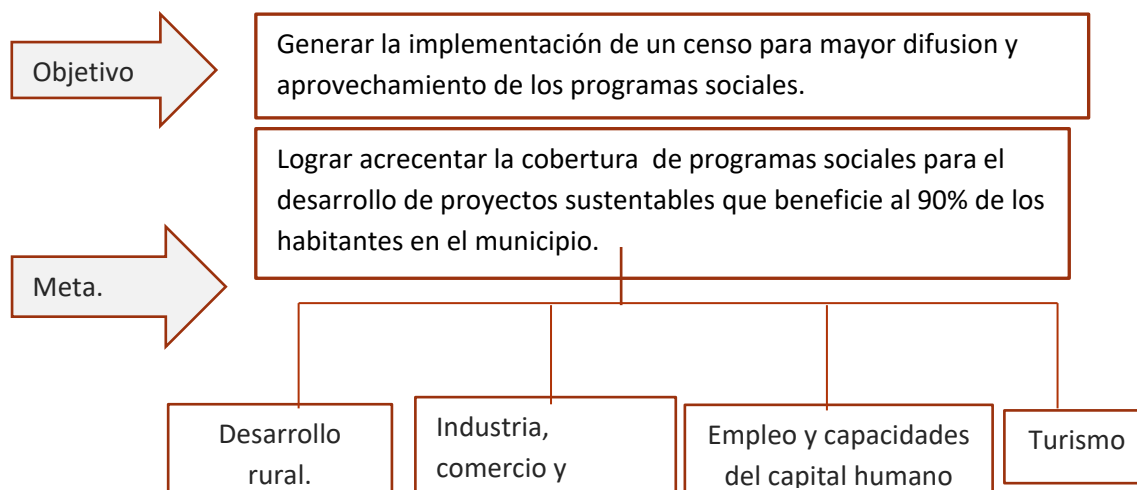 Objetivo
Generar la implementación de un censo para mayor difusion y
aprovechamiento de los programas sociales.
Meta.
Lograr acrecentar la cobertura de programas sociales para el
desarrollo de proyectos sustentables que beneficie al 90% de los
habitantes en el municipio.
Desarrollo
rural.
Industria,
comercio y
Empleo y capacidades
del capital humano
Turismo